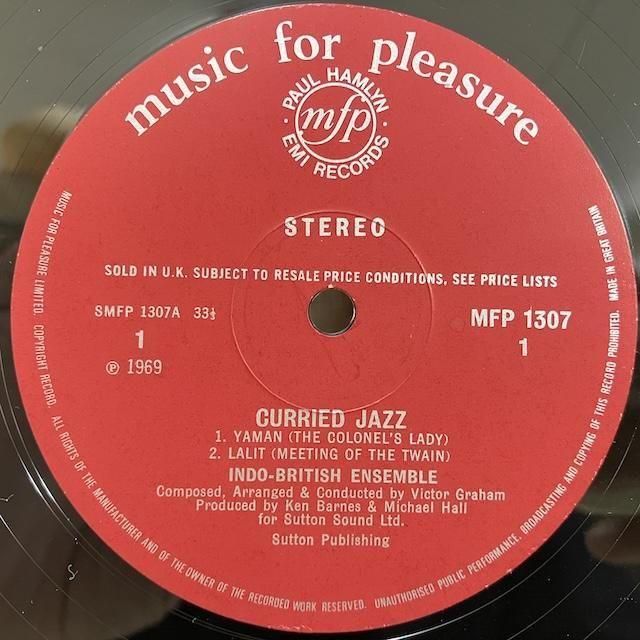 music for pleasure
· PAUL HAMLYN ·
mfp
EMI RECORDS
STEREO
SOLD IN U.K. SUBJECT TO RESALE PRICE CONDITIONS, SEE PRICE LISTS
SMFP 1307A 33⅓
MFP 1307
1
1
Ⓟ 1969
CURRIED JAZZ
1. YAMAN (THE COLONEL'S LADY)
2. LALIT (MEETING OF THE TWAIN)
INDO-BRITISH ENSEMBLE
Composed, Arranged & Conducted by Victor Graham
Produced by Ken Barnes & Michael Hall
for Sutton Sound Ltd.
Sutton Publishing
MUSIC FOR PLEASURE LIMITED. COPYRIGHT RECORD. ALL RIGHTS OF THE MANUFACTURER AND OF THE OWNER OF THE RECORDED WORK RESERVED. UNAUTHORISED PUBLIC PERFORMANCE, BROADCASTING AND COPYING OF THIS RECORD PROHIBITED. MADE IN GREAT BRITAIN